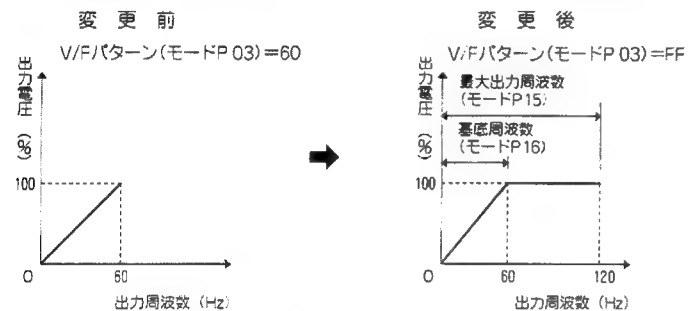 変更前
V/Fパターン(モードP 03)=60
出力電圧 (%)
100
0
60
出力周波数 (Hz)
変更後
V/Fパターン(モードP 03)=FF
出力電圧 (%)
最大出力周波数
(モードP15)
基底周波数
(モードP16)
100
0
60
120
出力周波数 (Hz)